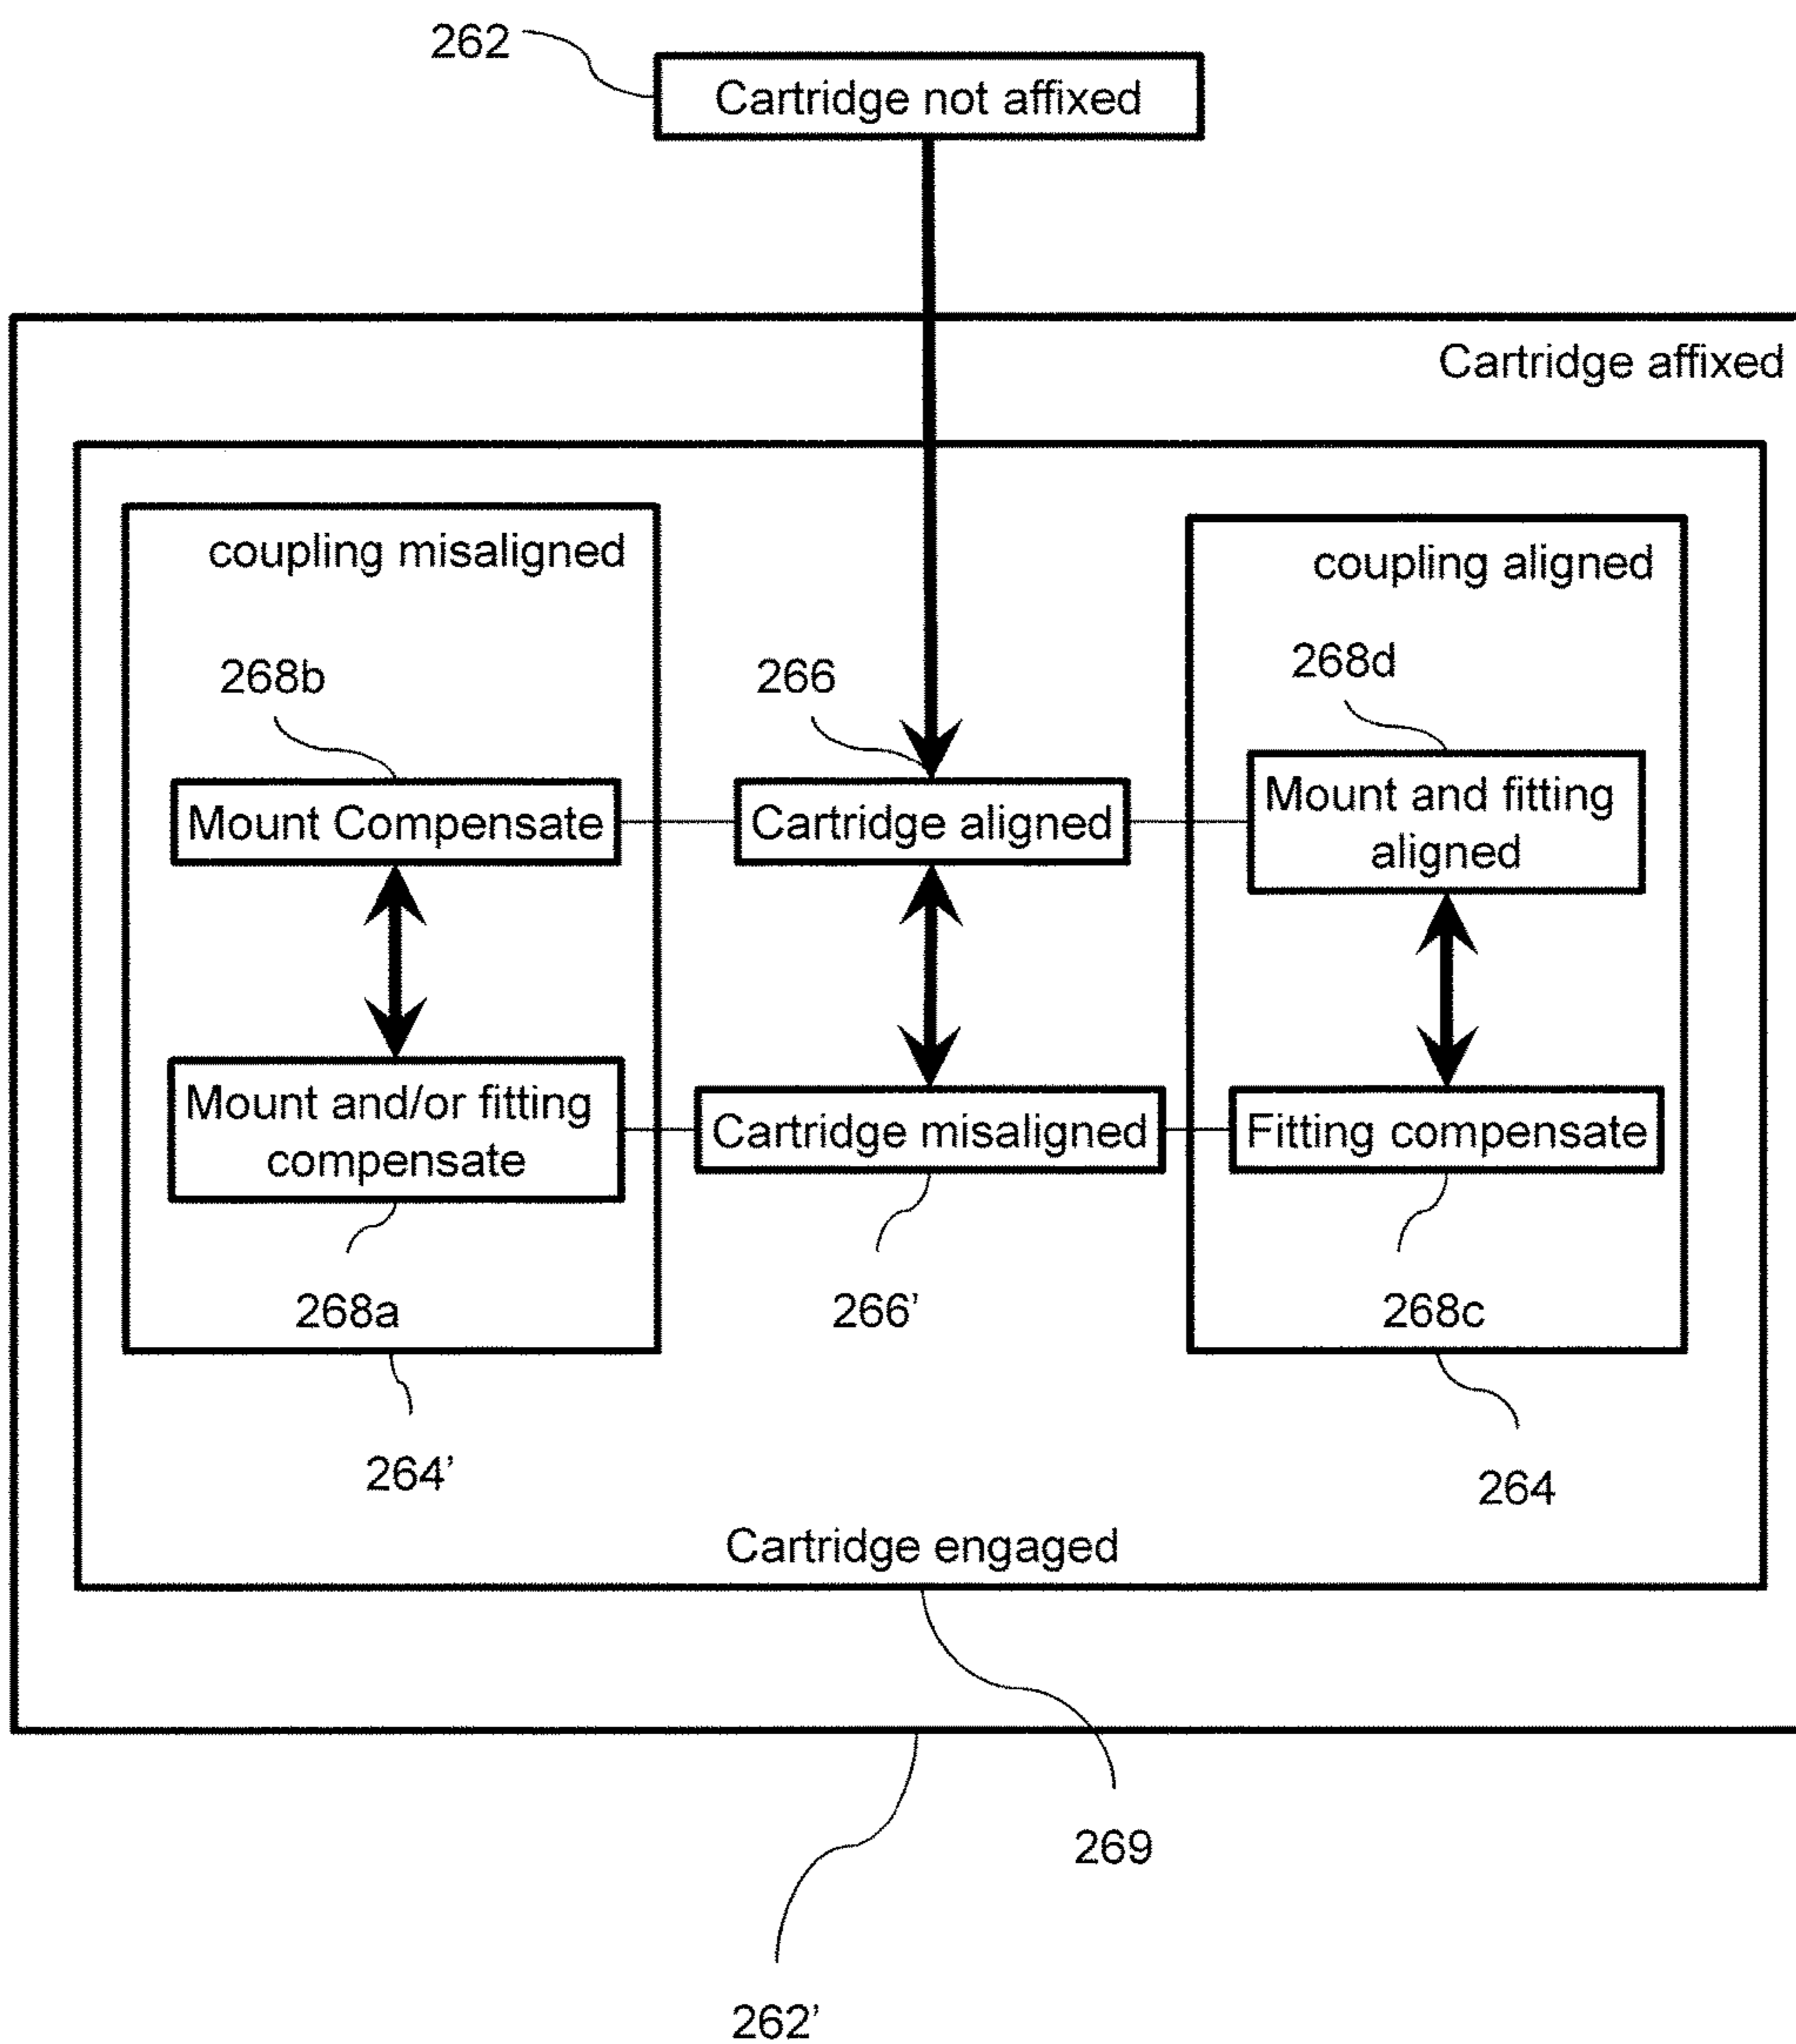 262
Cartridge not affixed
Cartridge affixed
coupling misaligned
coupling aligned
268b
266
268d
Mount Compensate
Cartridge aligned
Mount and fitting
aligned
Mount and/or fitting
compensate
Cartridge misaligned
Fitting compensate
268a
266’
268c
264’
264
Cartridge engaged
269
262’